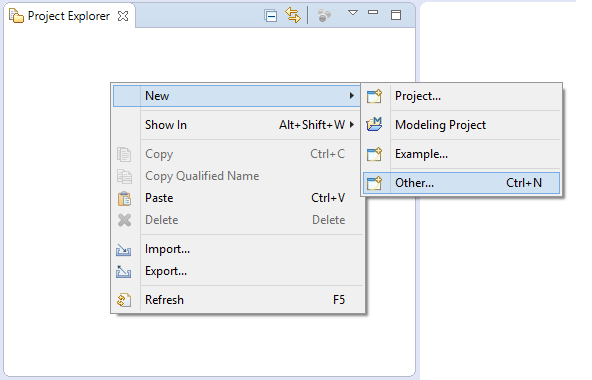 Project Explorer
New
Show In Alt+Shift+W
Copy Ctrl+C
Copy Qualified Name
Paste Ctrl+V
Delete Delete
Import...
Export...
Refresh F5
Project...
Modeling Project
Example...
Other... Ctrl+N